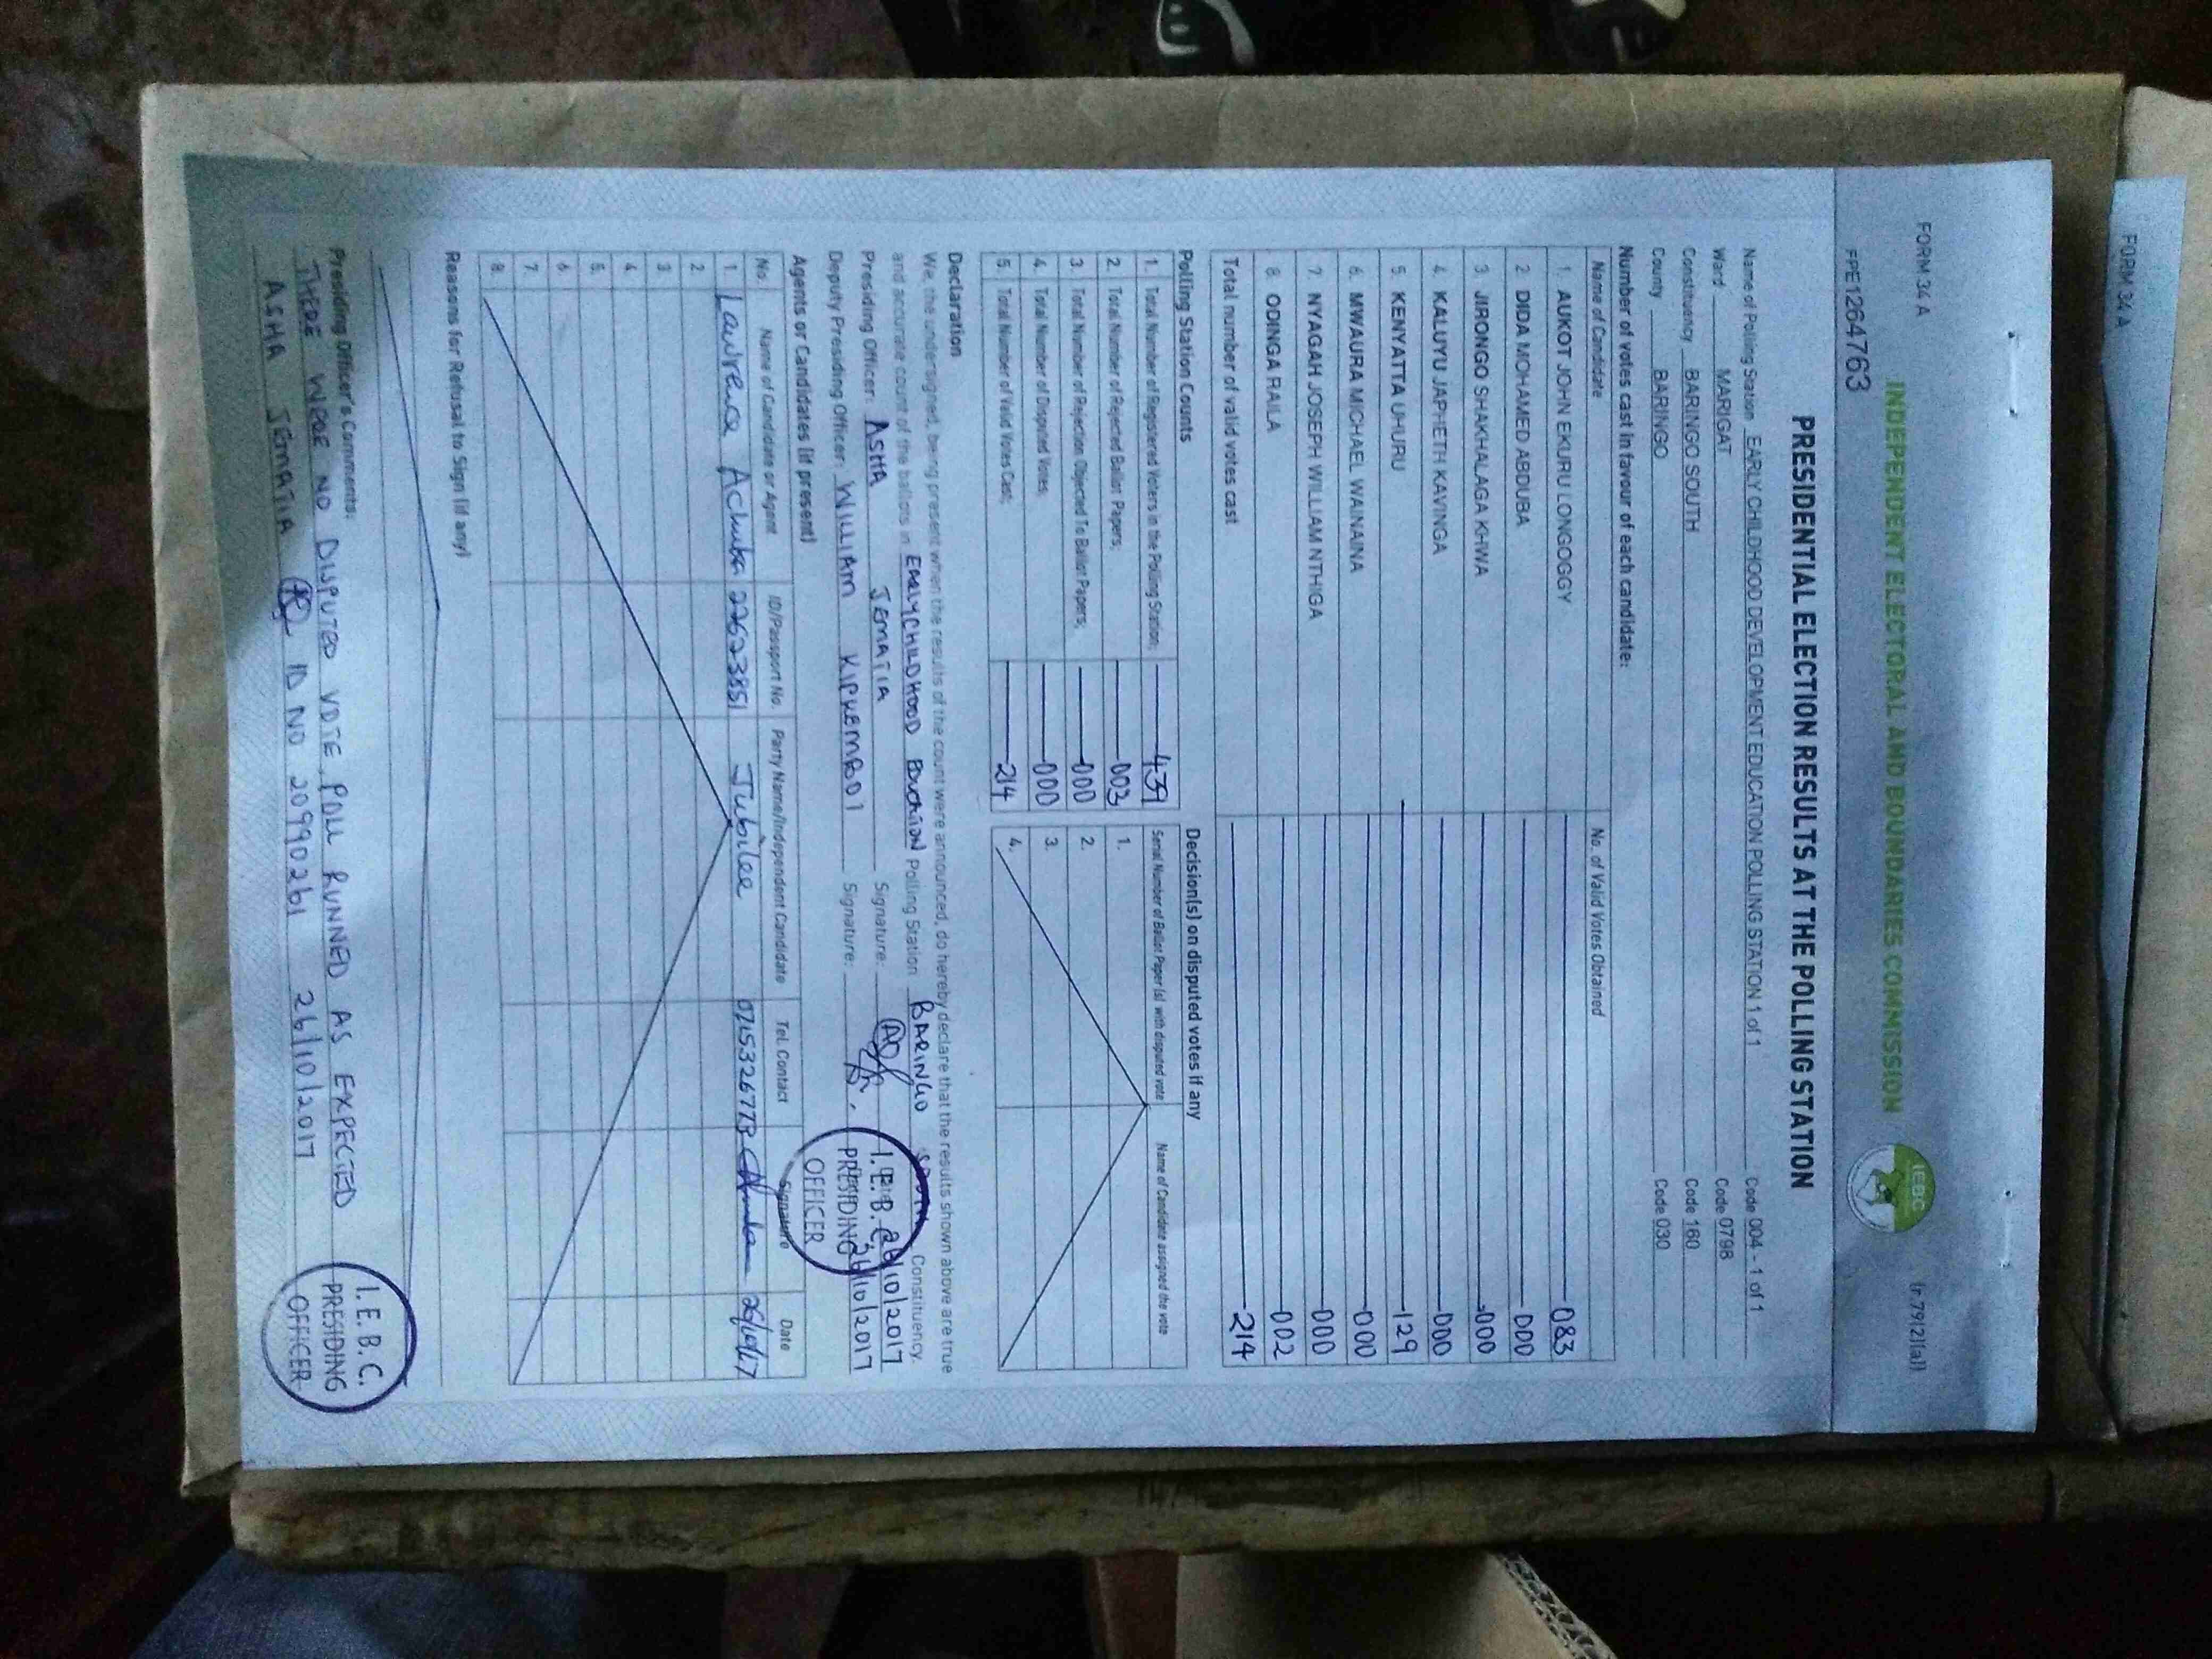 FORM 34 A
FORM 34 A
(r.79(2)(a))
INDEPENDENT ELECTORAL AND BOUNDARIES COMMISSION
IEBC
FPE1264763
PRESIDENTIAL ELECTION RESULTS AT THE POLLING STATION
Name of Polling Station EARLY CHILDHOOD DEVELOPMENT EDUCATION POLLING STATION 1 of 1 Code 004 - 1 of 1
Ward MARIGAT Code 0798
Constituency BARINGO SOUTH Code 160
County BARINGO Code 030
Number of votes cast in favour of each candidate:
Name of Candidate No. of Valid Votes Obtained
1. AUKOT JOHN EKURU LONGOGGY 083
2 DIDA MOHAMED ABDUBA 000
3 JIRONGO SHAKHALAGA KHWA 000
4. KALUYU JAPHETH KAVINGA 000
5. KENYATTA UHURU 129
6. MWAURA MICHAEL WAINAINA 000
7. NYAGAH JOSEPH WILLIAM NTHIGA 000
8 ODINGA RAILA 002
Total number of valid votes cast 214
Polling Station Counts
1. Total Number of Registered Voters in the Polling Station; 439
2. Total Number of Rejected Ballot Papers; 003
3. Total Number of Rejection Objected To Ballot Papers; 000
4. Total Number of Disputed Votes; 000
5. Total Number of Valid Votes Cast; 214
Decision(s) on disputed votes if any
Serial Number of Ballot Paper (s) with disputed vote Name of Candidate assigned the vote
1.
2.
3.
4.
Declaration
We, the undersigned, being present when the results of the count were announced, do hereby declare that the results shown above are true
and accurate count of the ballots in EARLY CHILDHOOD EDUCATION Polling Station BARINGO SOUTH Constituency.
Presiding Officer: ASHA JEMATIA Signature: 26/10/2017
Deputy Presiding Officer: WILLIAM KIPKEMBOI Signature: 26/10/2017
I.E.B.C.
PRESIDING
OFFICER
Agents or Candidates (if present)
No. Name of Candidate or Agent ID/Passport No. Party Name/Independent Candidate Tel. Contact Signature Date
1 Lawrence Achuka 22623851 Jubilee 0715326778 26/10/17
2.
3
4
5.
6
7.
8.
Reasons for Refusal to Sign (if any)
Presiding Officer's Comments:
THERE WERE NO DISPUTED VOTE POLL RUNNED AS EXPECTED
ASHA JEMATIA ID NO 20990261 26/10/2017
I.E.B.C.
PRESIDING
OFFICER